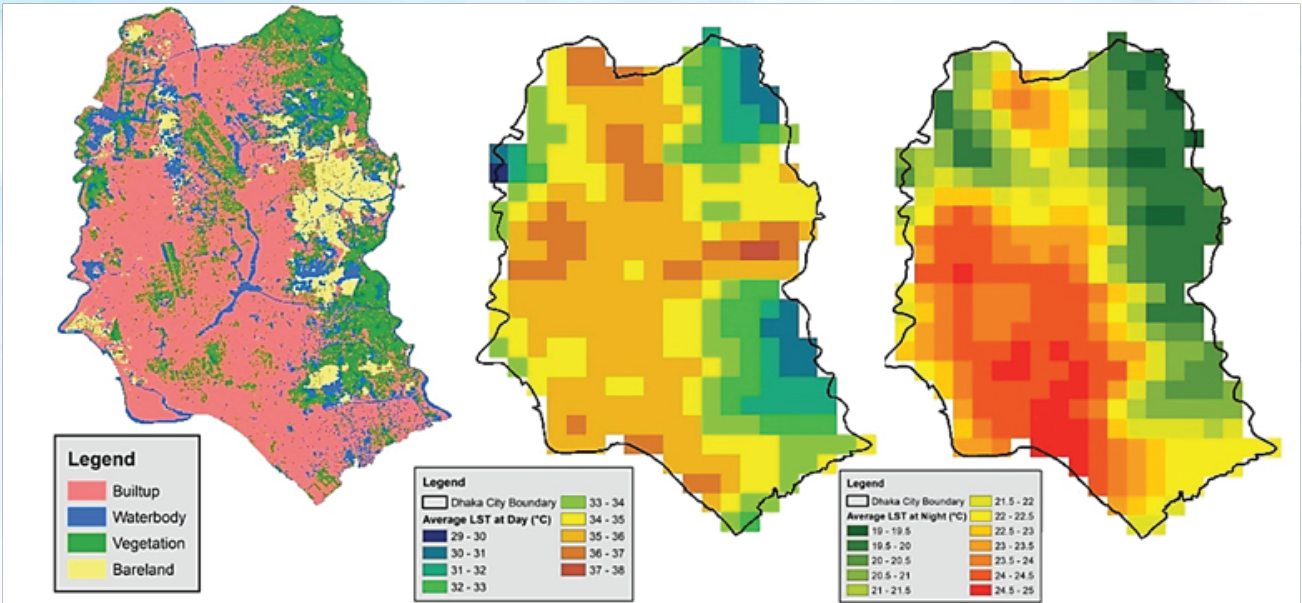 Legend
Builtup
Waterbody
Vegetation
Bareland
Legend
Dhaka City Boundary
Average LST at Day (°C)
29 - 30
30 - 31
31 - 32
32 - 33
33 - 34
34 - 35
35 - 36
36 - 37
37 - 38
Legend
Dhaka City Boundary
Average LST at Night (°C)
19 - 19.5
19.5 - 20
20 - 20.5
20.5 - 21
21 - 21.5
21.5 - 22
22 - 22.5
22.5 - 23
23 - 23.5
23.5 - 24
24 - 24.5
24.5 - 25